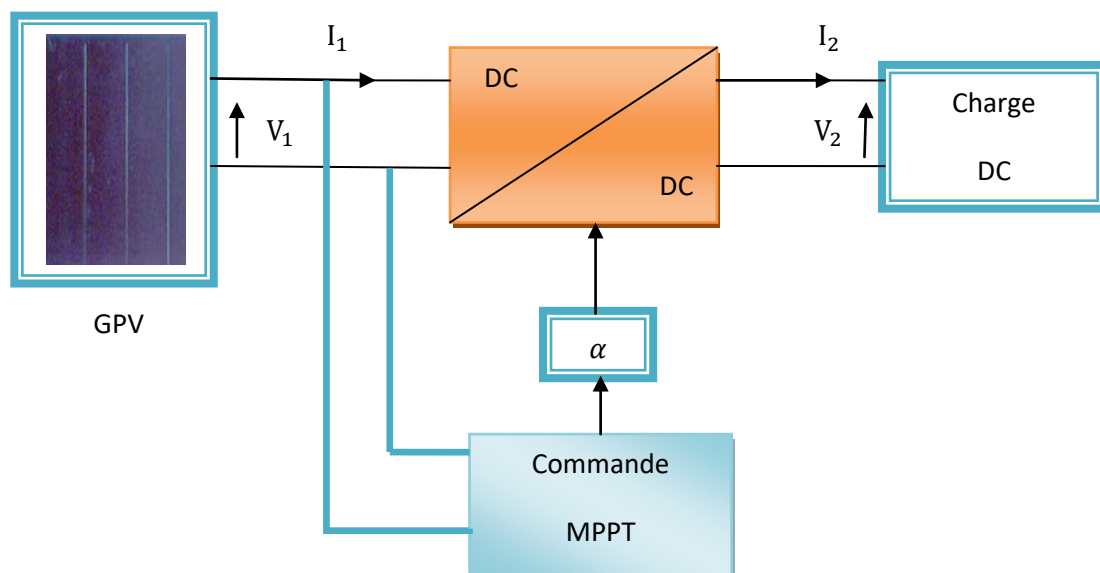 I₁
I₂
DC
Charge
V₁
V₂
DC
DC
GPV
α
Commande
MPPT